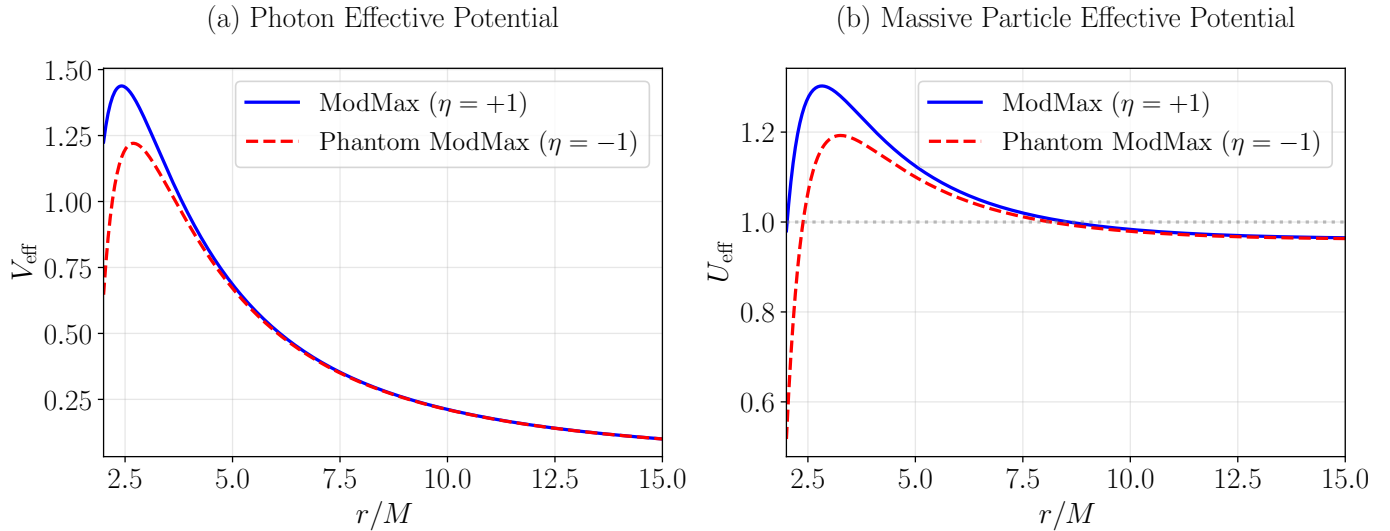 (a) Photon Effective Potential
1.50
1.25
1.00
0.75
0.50
0.25
V_eff
2.5 5.0 7.5 10.0 12.5 15.0
r/M
ModMax (η = +1)
Phantom ModMax (η = −1)
(b) Massive Particle Effective Potential
1.2
1.0
0.8
0.6
U_eff
2.5 5.0 7.5 10.0 12.5 15.0
r/M
ModMax (η = +1)
Phantom ModMax (η = −1)